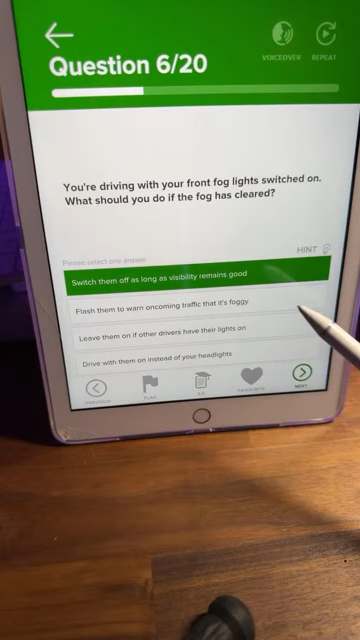 VOICEOVER
REPEAT
Question 6/20
You're driving with your front fog lights switched on.
What should you do if the fog has cleared?
HINT
Please select one answer
Switch them off as long as visibility remains good
Flash them to warn oncoming traffic that it's foggy
Leave them on if other drivers have their lights on
Drive with them on instead of your headlights
PREVIOUS
FLAG
FAVOURITE
NEXT